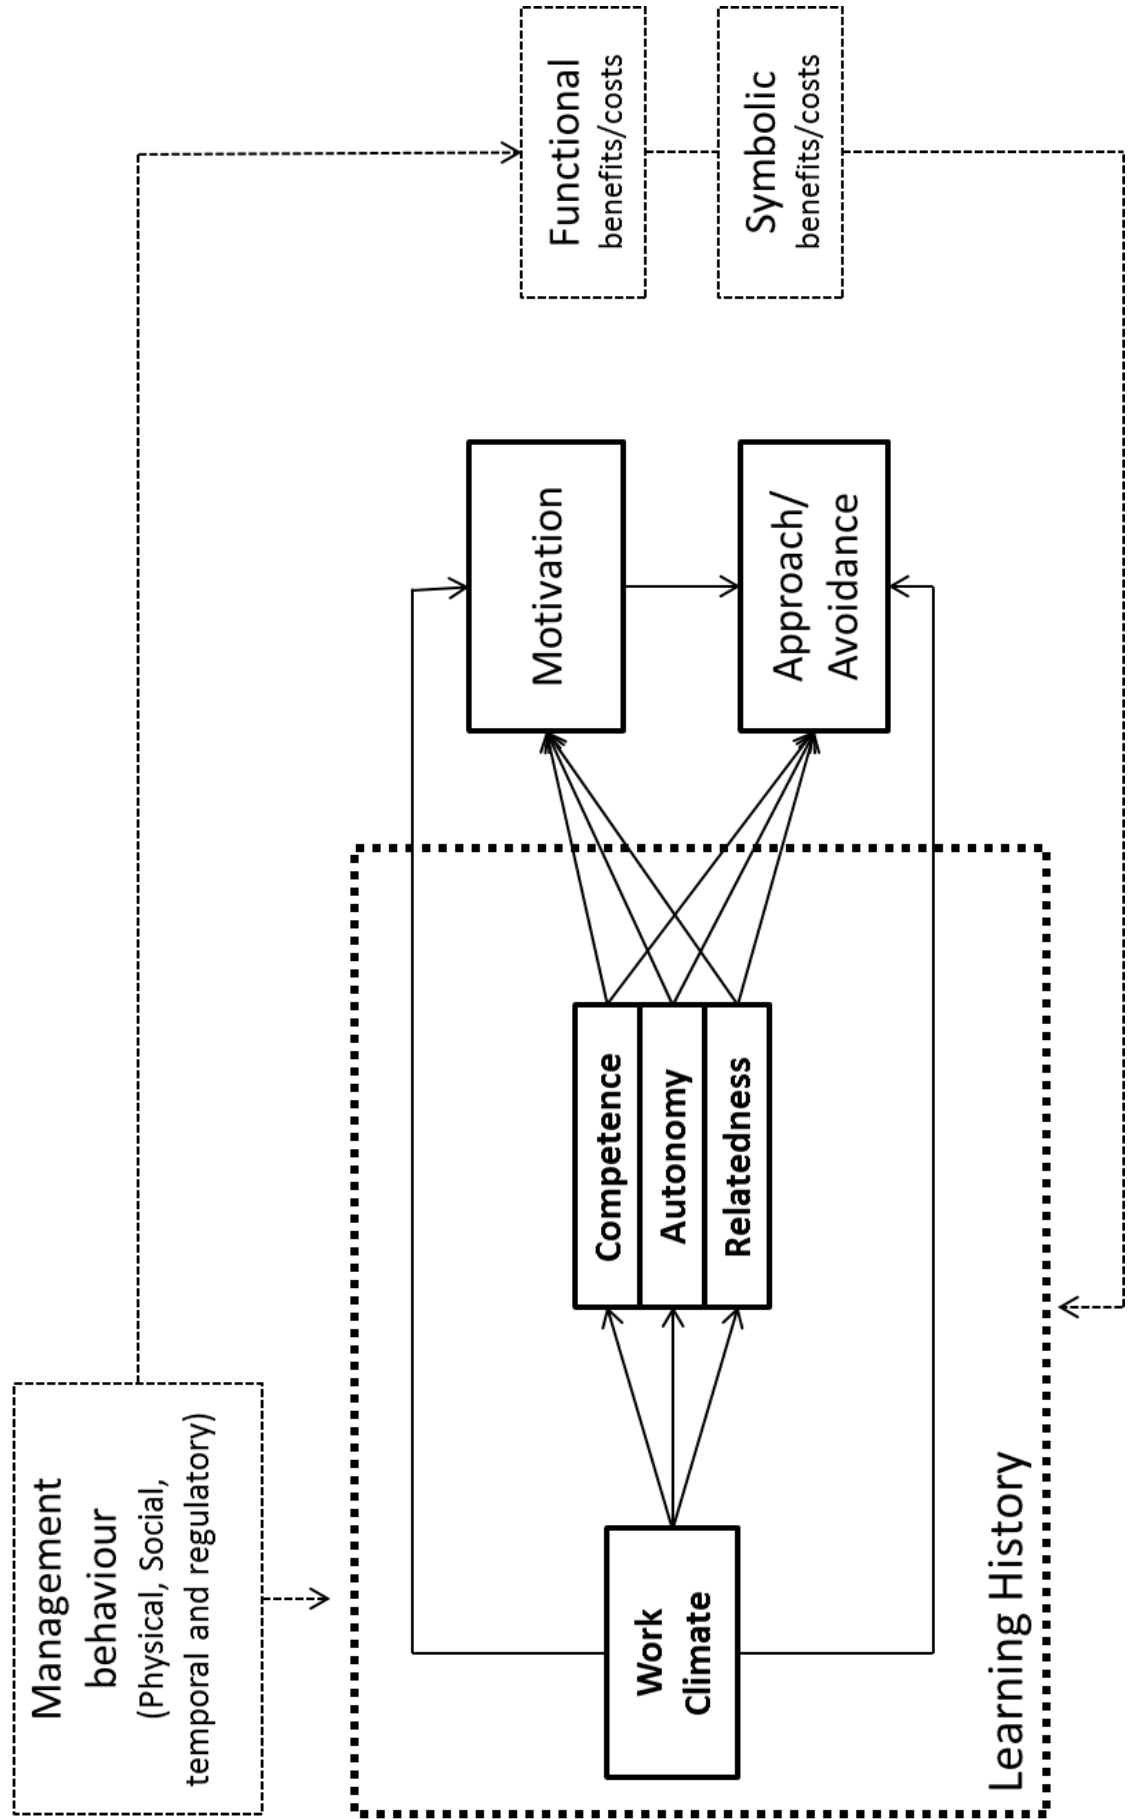 Management
behaviour
(Physical, Social,
temporal and regulatory)
Functional
benefits/costs
Symbolic
benefits/costs
Motivation
Approach/
Avoidance
Competence
Autonomy
Relatedness
Work
Climate
Learning History